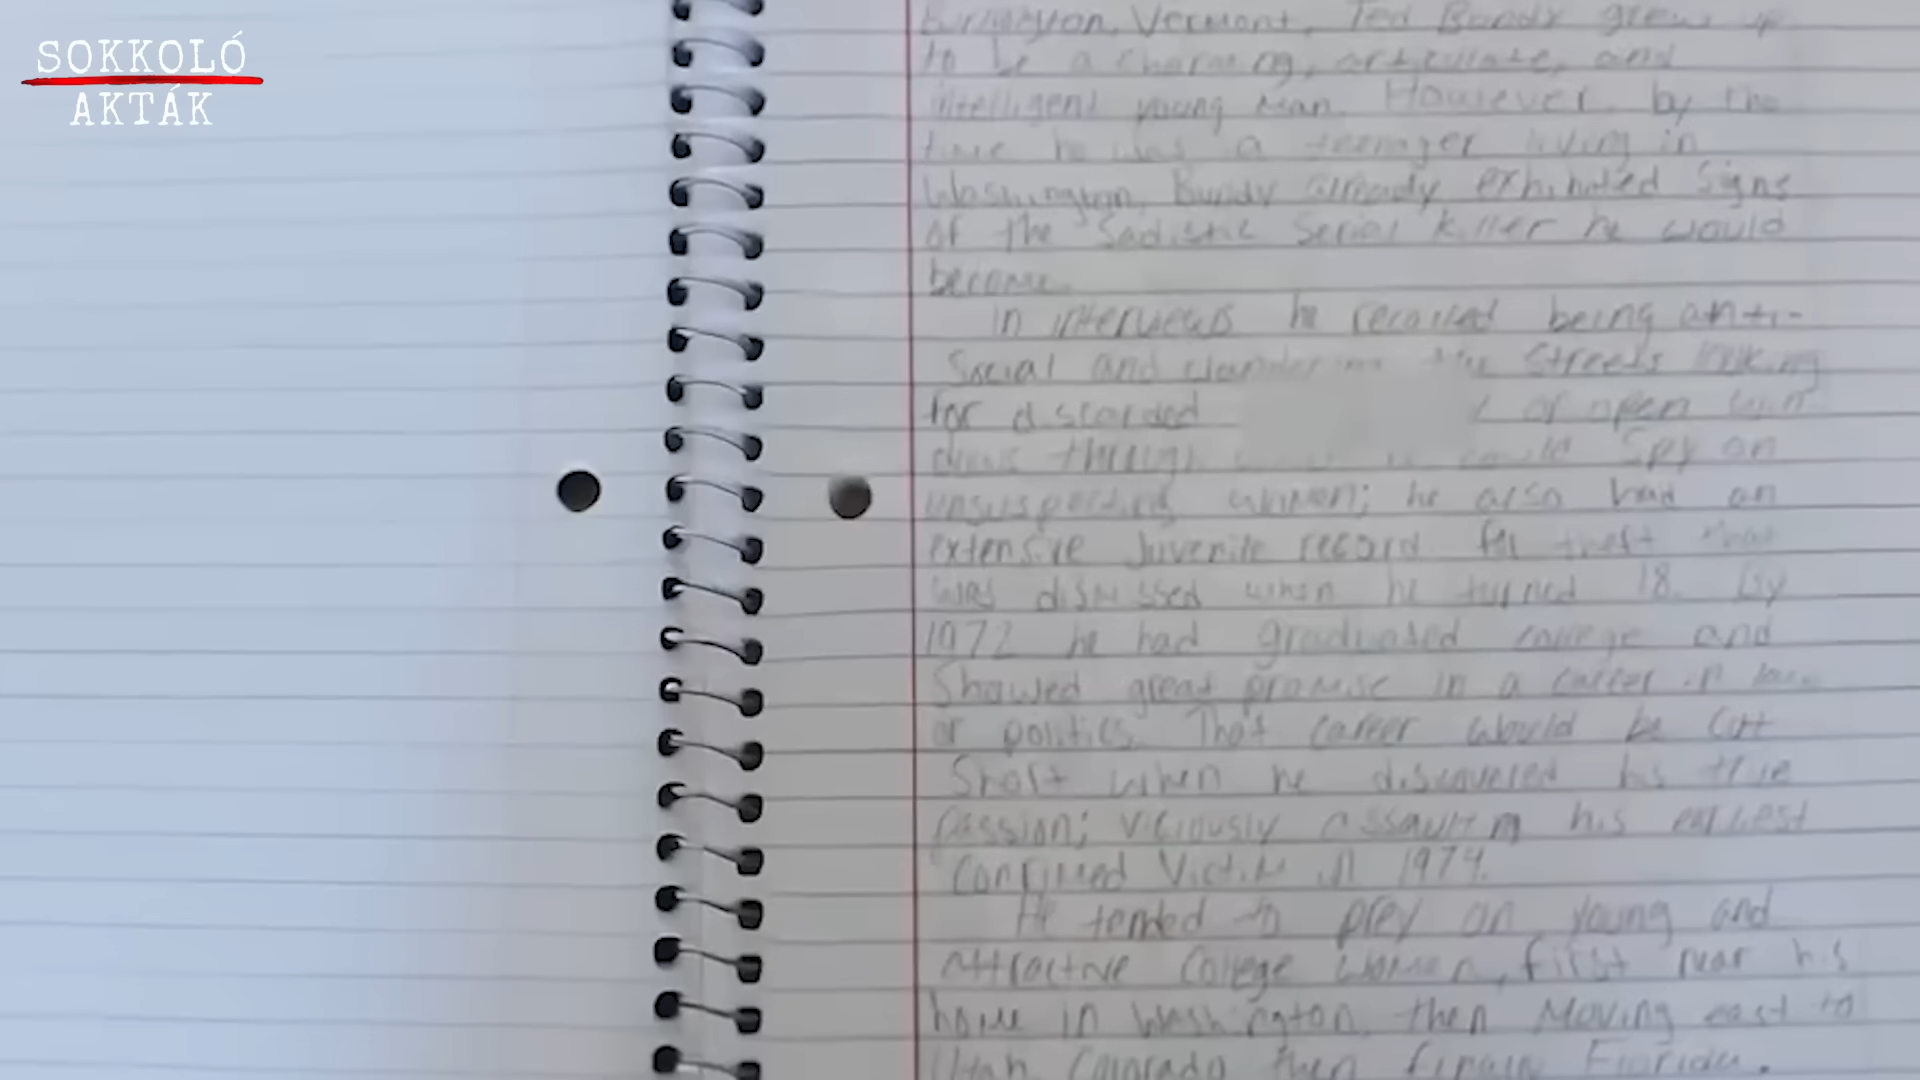 SOKKOLÓ
AKTÁK
Burlington, Vermont, Ted Bundy grew up
to be a charming, articulate, and
intelligent young man. However, by the
time he was a teenager living in
Washington, Bundy already exhibited signs
of the Sadistic Serial killer he would
become.
In interviews he recalled being anti-
Social and the Streets looking
for discarded or open win
dows through could Spy on
unsuspecting women; he also had an
extensive Juvenile record for theft that
was dismissed when he turned 18. By
1972 he had graduated college and
Showed great promise in a career in law
or politics. That career would be cut
Short when he discovered his true
passion; viciously assaulting his earliest
Confirmed Victim in 1974.
He tended to prey on young and
attractive College women, first near his
home in Washington, then Moving east to
Utah, Colorado then finally Florida.